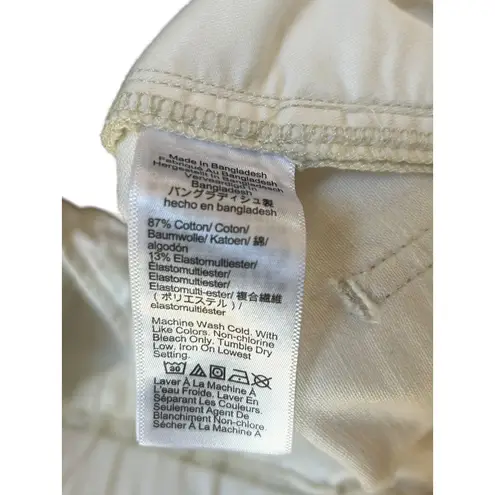 Made In Bangladesh
Fabriqué Au Bangladesh
Hergestellt In Bangladesch
Vervaardigd In
Bangladesh
バングラディシュ製
hecho en bangladesh
87% Cotton/ Coton/
Baumwolle/ Katoen/ 綿/
algodón
13% Elastomultiester/
Élastomultiester/
Elastomultiester/
Elastomulti-ester/ 複合繊維
(ポリエステル)/
elastomultiéster
Machine Wash Cold. With
Like Colors. Non-chlorine
Bleach Only. Tumble Dry
Low. Iron On Lowest
Setting.
30
Laver À La Machine À
L'eau Froide, Laver En
Séparant Les Couleurs.
Seulement Agent De
Blanchiment Non-chlore.
Sécher À La Machine À